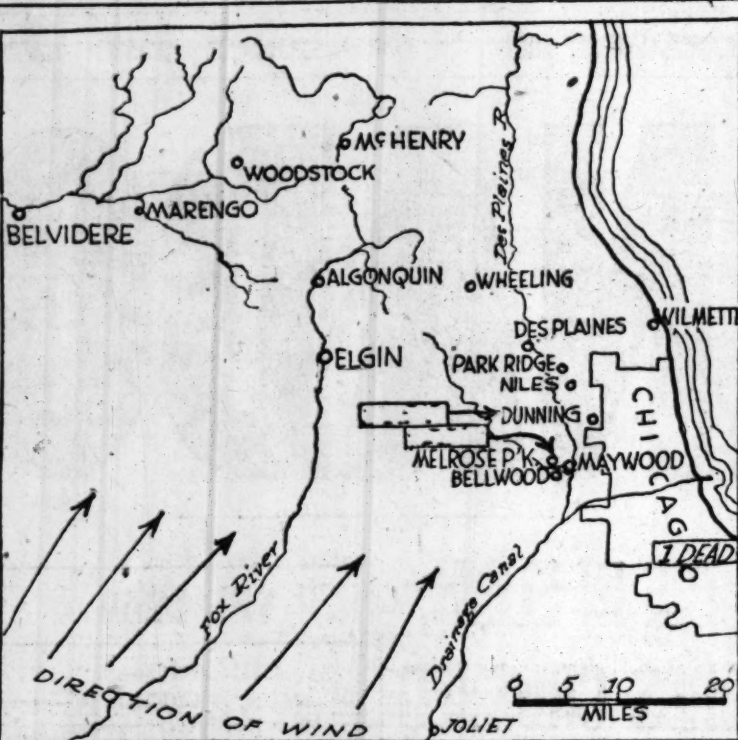 McHENRY
WOODSTOCK
Des Plaines R.
MARENGO
BELVIDERE
ALGONQUIN
WHEELING
WILMETTE
DES PLAINES
ELGIN
PARK RIDGE
NILES
DUNNING
CHICAGO
MELROSE P'K.
MAYWOOD
BELLWOOD
1 DEAD
Fox River
Drainage Canal
DIRECTION OF WIND
0 5 10 20
MILES
JOLIET